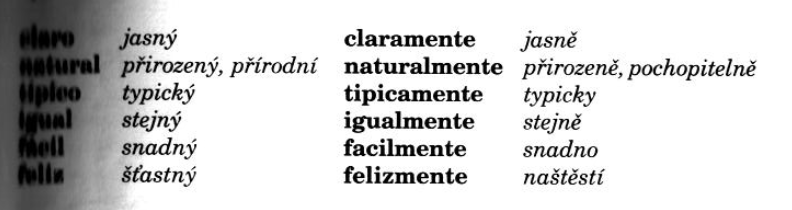 claro jasný claramente jasně
natural přirozený, přírodní naturalmente přirozeně, pochopitelně
típico typický tipicamente typicky
igual stejný igualmente stejně
fácil snadný facilmente snadno
feliz šťastný felizmente naštěstí